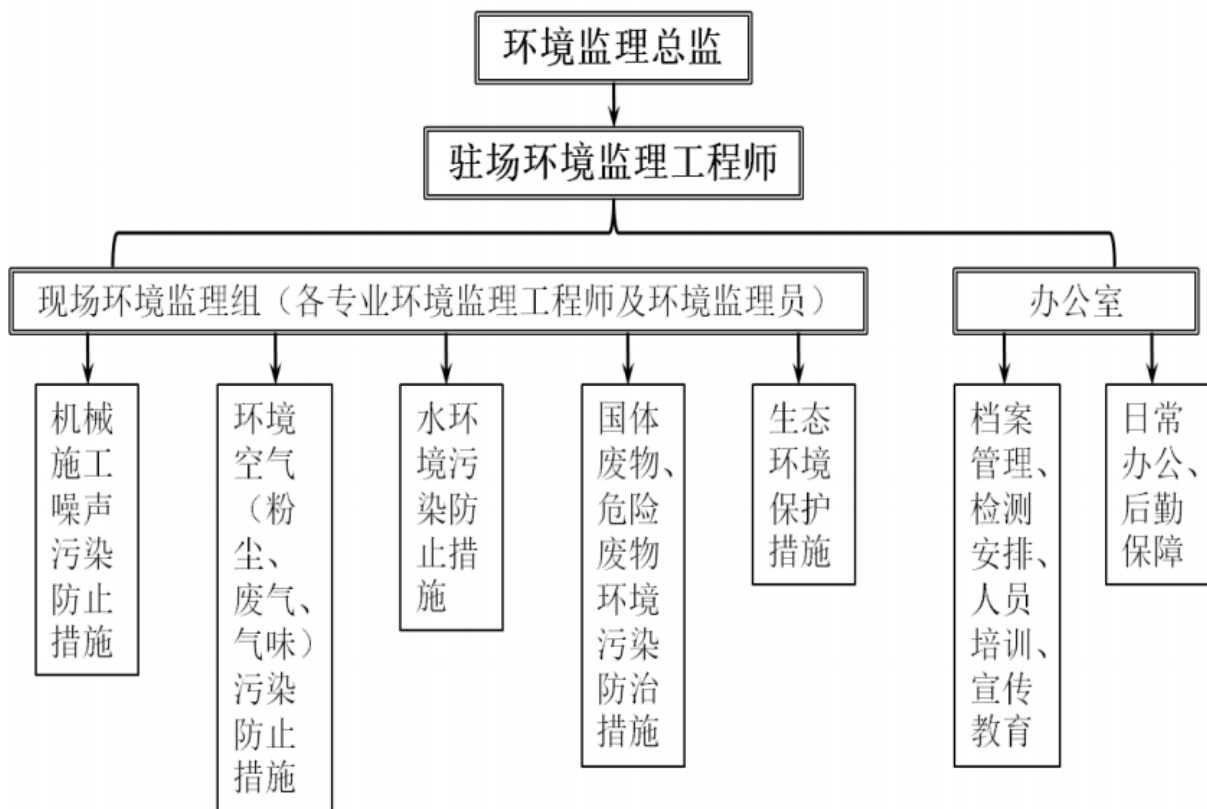 环境监理总监
驻场环境监理工程师
现场环境监理组（各专业环境监理工程师及环境监理员）
办公室
机械
施工
噪声
污染
防止
措施
环境
空气
（粉
尘、
废气、
气味）
污染
防止
措施
水环
境污
染防
止措
施
国体
废物、
危险
废物
环境
污染
防治
措施
生态
环境
保护
措施
档案
管理、
检测
安排、
人员
培训、
宣传
教育
日常
办公、
后勤
保障